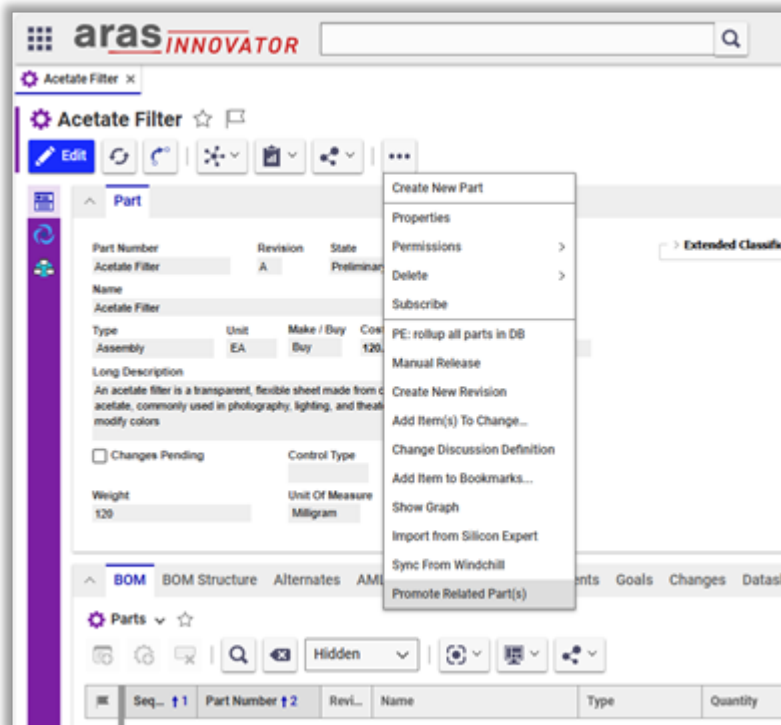 aras INNOVATOR
Acetate Filter ×
Acetate Filter
Edit
Create New Part
Part
Properties
Part Number Revision State
Permissions
Extended
Acetate Filter A Preliminary
Delete
Name
Subscribe
Acetate Filter
Type Unit Make / Buy
PE: rollup all parts in DB
Assembly EA Buy 120.
Manual Release
Long Description
Create New Revision
An acetate filter is a transparent, flexible sheet made from
acetate, commonly used in photography, lighting, and
Add Item(s) To Change...
modify colors
Change Discussion Definition
Changes Pending Control Type
Add Item to Bookmarks...
Weight Unit Of Measure
Show Graph
120 Milligram
Import from Silicon Expert
Sync From Windchill
BOM BOM Structure Alternates AML Goals Changes
Promote Related Part(s)
Parts
Hidden
Seq... 1 Part Number 2 Revi... Name Type Quantity